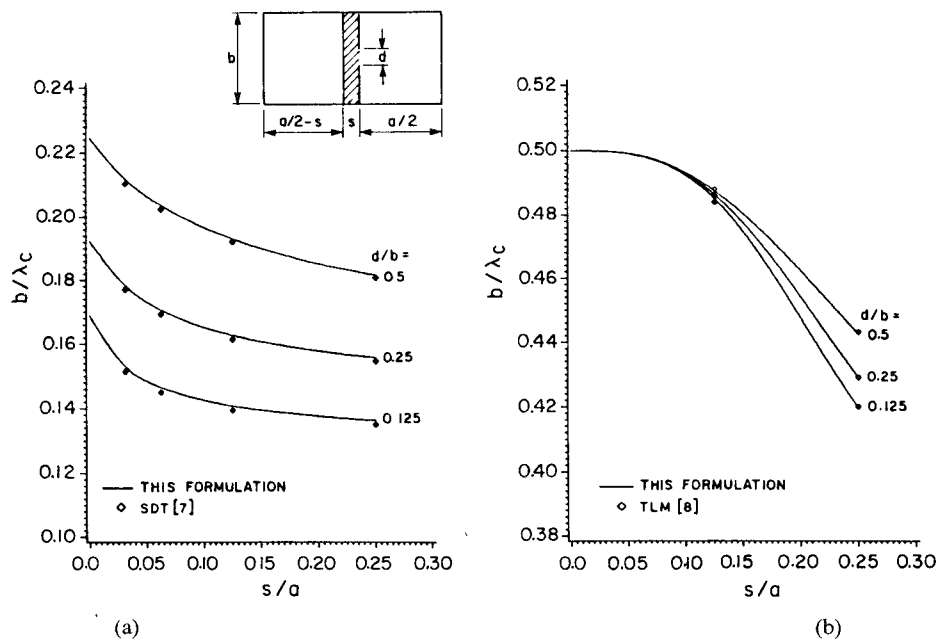 b
d
a/2-s
s
a/2
0.24
0.22
0.20
0.18
0.16
0.14
0.12
0.10
b/λc
d/b=
0.5
0.25
0.125
THIS FORMULATION
SDT [7]
0.0
0.05
0.10
0.15
0.20
0.25
0.30
s/a
(a)
0.52
0.50
0.48
0.46
0.44
0.42
0.40
0.38
b/λc
d/b=
0.5
0.25
0.125
THIS FORMULATION
TLM [8]
0.0
0.05
0.10
0.15
0.20
0.25
0.30
s/a
(b)